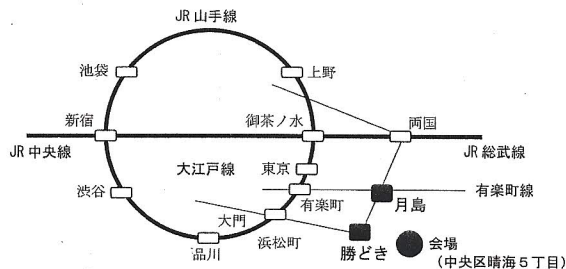 JR 山手線
池袋
上野
新宿
御茶ノ水
両国
JR 中央線
JR 総武線
大江戸線
東京
渋谷
有楽町
月島
有楽町線
大門
浜松町
勝どき
品川
会場
(中央区晴海5丁目)